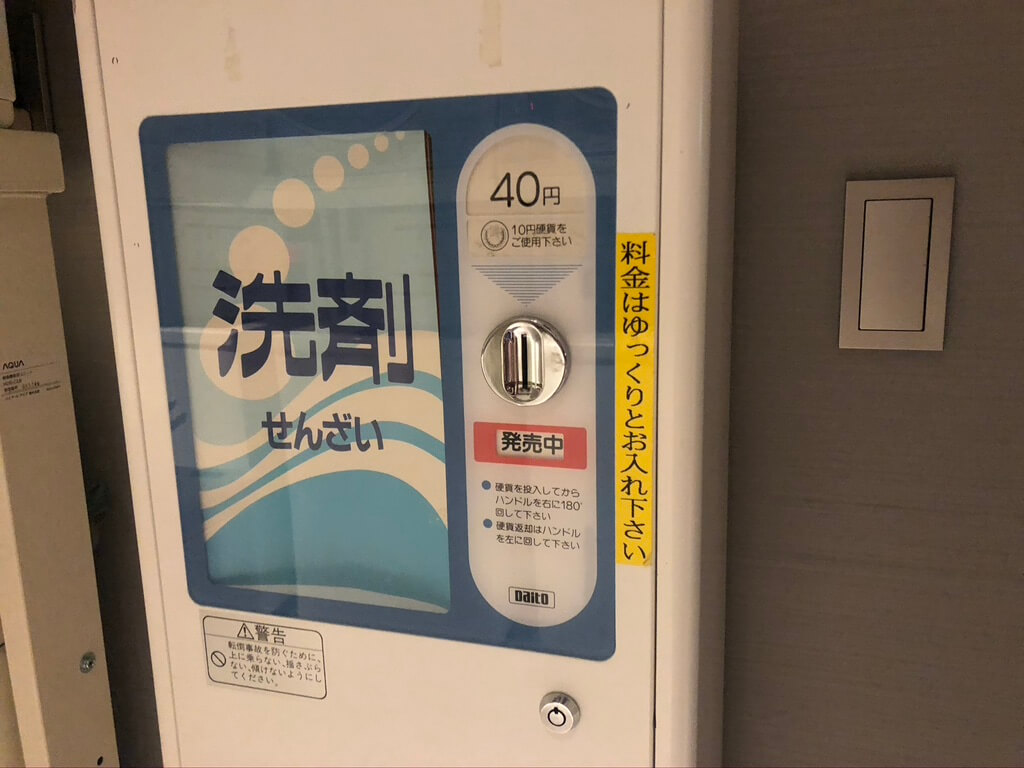 洗剤
せんざい
40円
10円硬貨を
ご使用下さい
発売中
硬貨を投入してから
ハンドルを右に180°
回して下さい
硬貨返却はハンドル
を左に回して下さい
Daito
料金はゆっくりとお入れ下さい
警告
転倒事故を防ぐために、
上に乗らない、揺さぶら
ない、傾けないようにし
てください。
AQUA